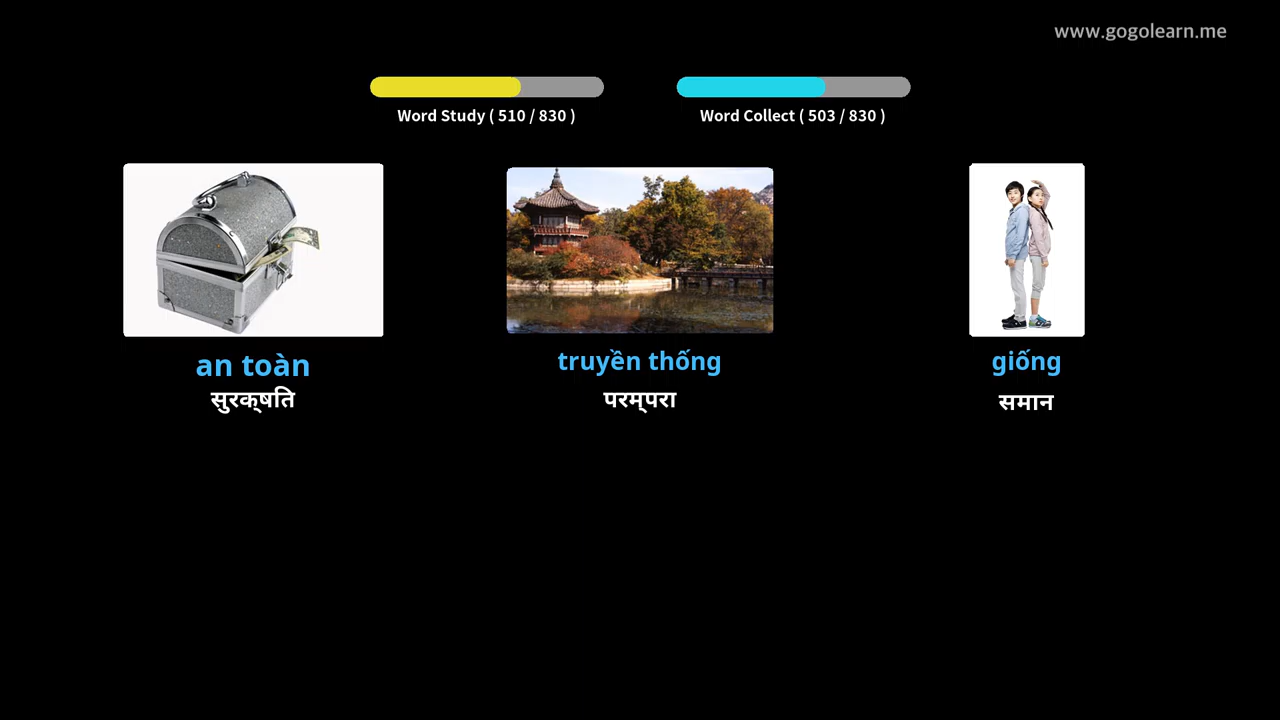 www.gogolearn.me
Word Study ( 510 / 830 )
Word Collect ( 503 / 830 )
an toàn
truyền thống
giống
सुरक्षति
परम्परा
समान